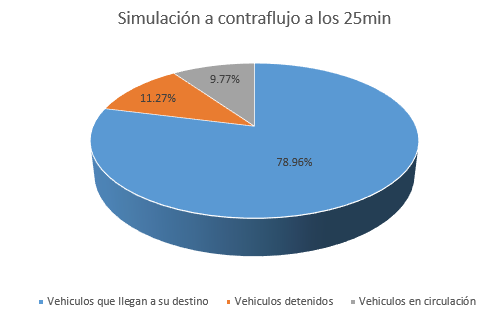 Simulación a contraflujo a los 25min
9.77%
11.27%
78.96%
Vehiculos que llegan a su destino Vehiculos detenidos Vehiculos en circulación